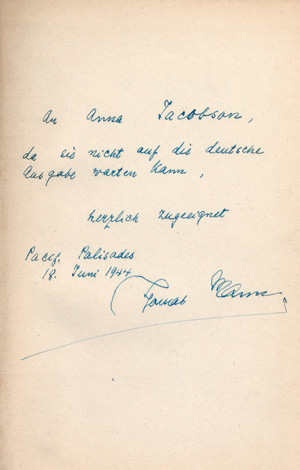 An Anna Jacobson,
da sie nicht auf die deutsche
Ausgabe warten kann,
herzlich zugeeignet
Pacif. Palisades
18. Juni 1944
Thomas Mann